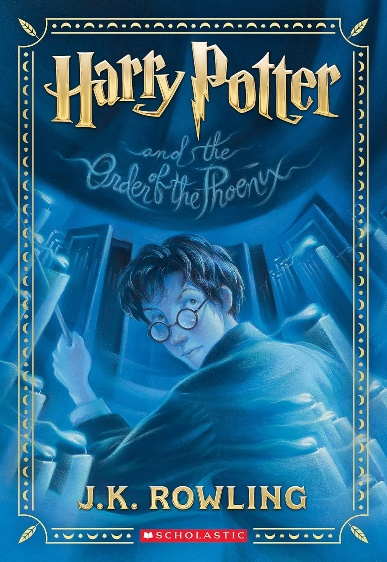 Harry Potter
and the
Order of the Phoenix
J.K. ROWLING
SCHOLASTIC